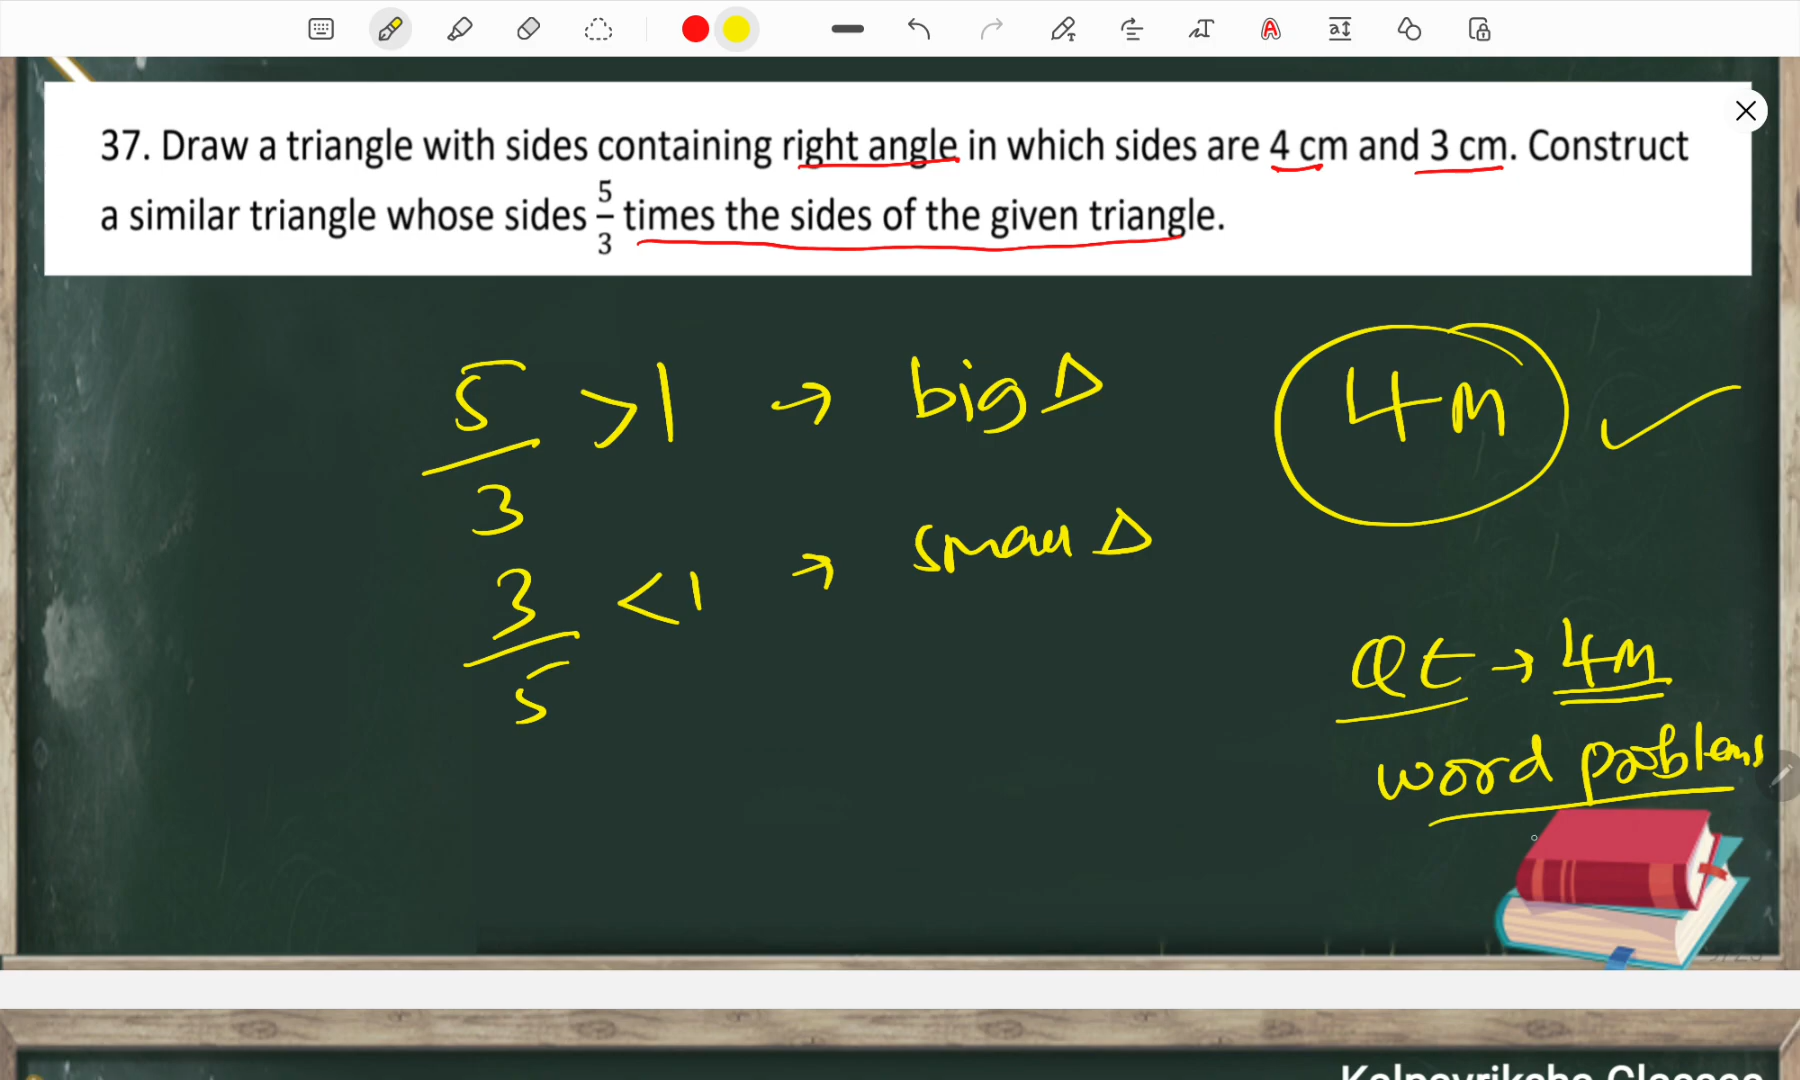 37. Draw a triangle with sides containing right angle in which sides are 4 cm and 3 cm. Construct
a similar triangle whose sides 5/3 times the sides of the given triangle.
5/3 >1 → big Δ
4M ✓
3/5 <1 → small Δ
Qt → 4M
word problems
Kalpavriksha Classes